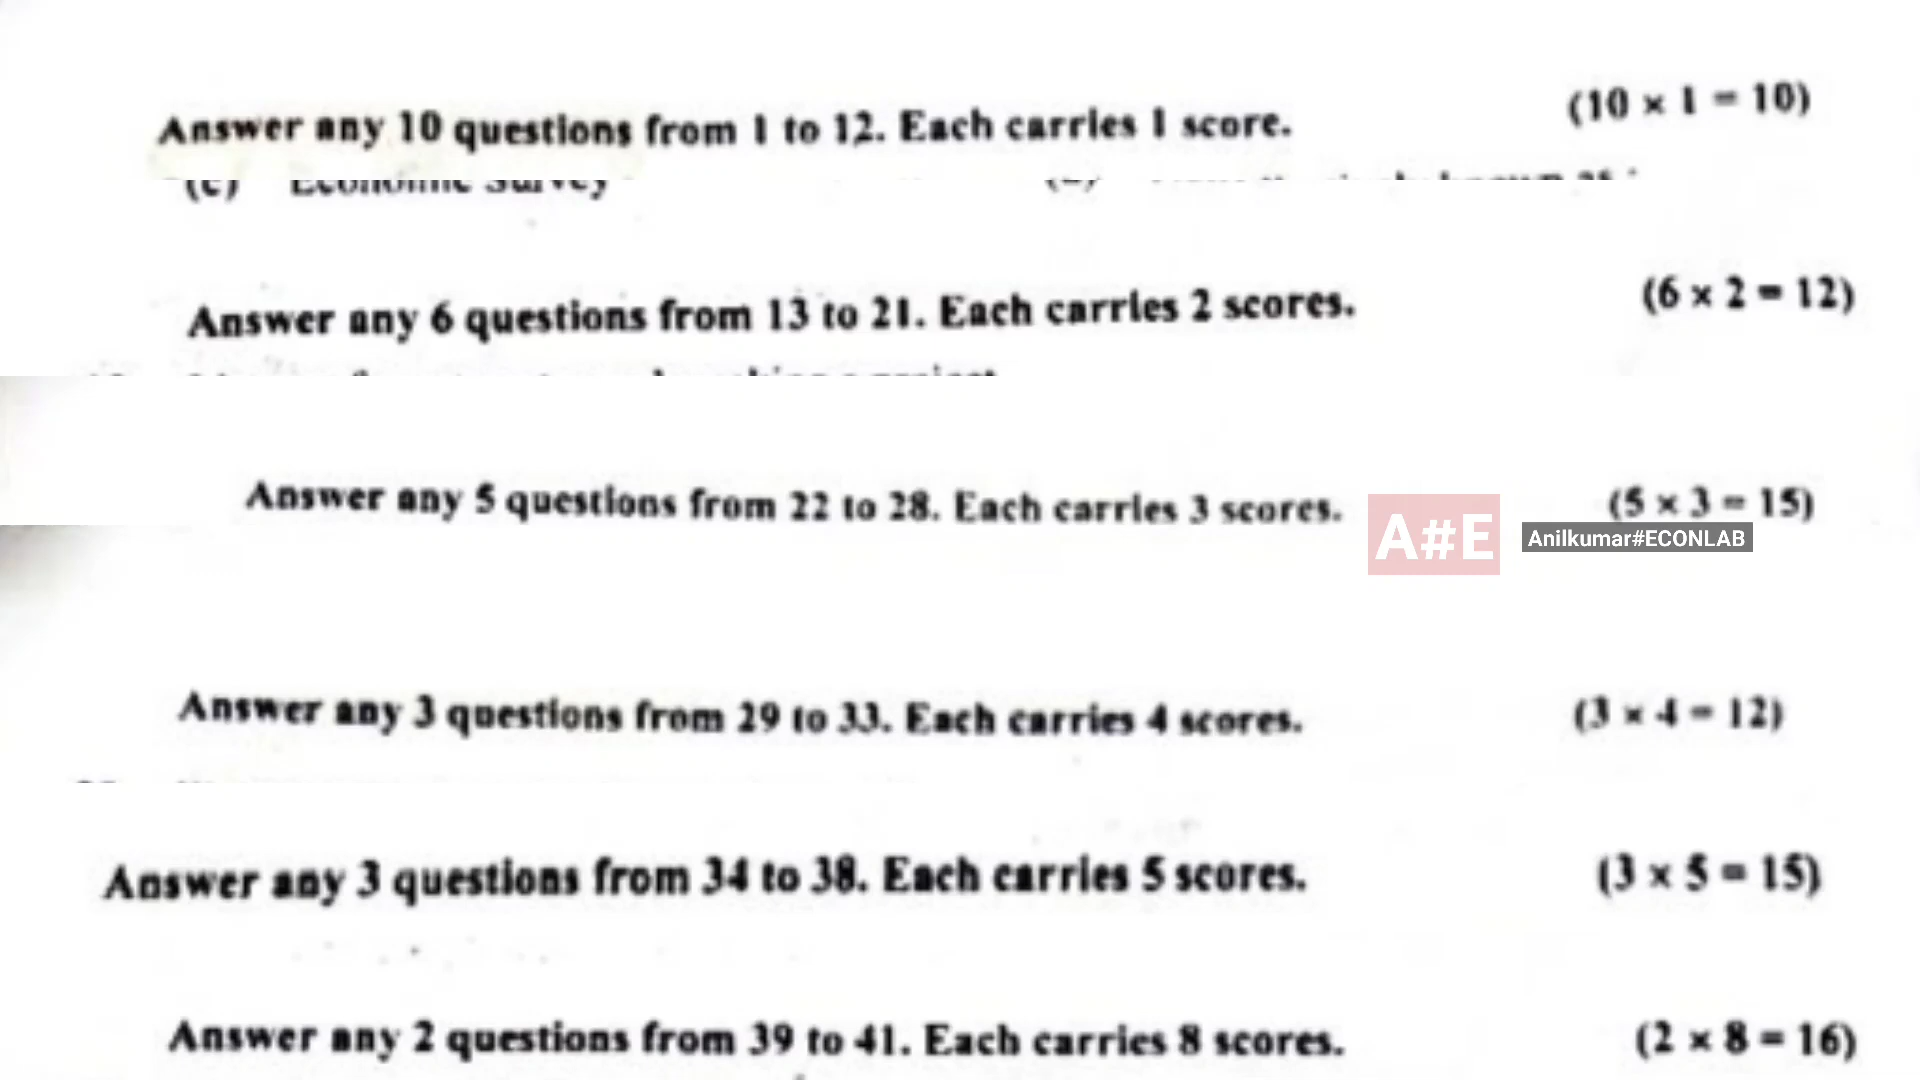 Answer any 10 questions from 1 to 12. Each carries 1 score. (10 × 1 = 10)
(c) Economic Survey
Answer any 6 questions from 13 to 21. Each carries 2 scores. (6 × 2 = 12)
Answer any 5 questions from 22 to 28. Each carries 3 scores. (5 × 3 = 15)
A#E Anilkumar#ECONLAB
Answer any 3 questions from 29 to 33. Each carries 4 scores. (3 × 4 = 12)
Answer any 3 questions from 34 to 38. Each carries 5 scores. (3 × 5 = 15)
Answer any 2 questions from 39 to 41. Each carries 8 scores. (2 × 8 = 16)